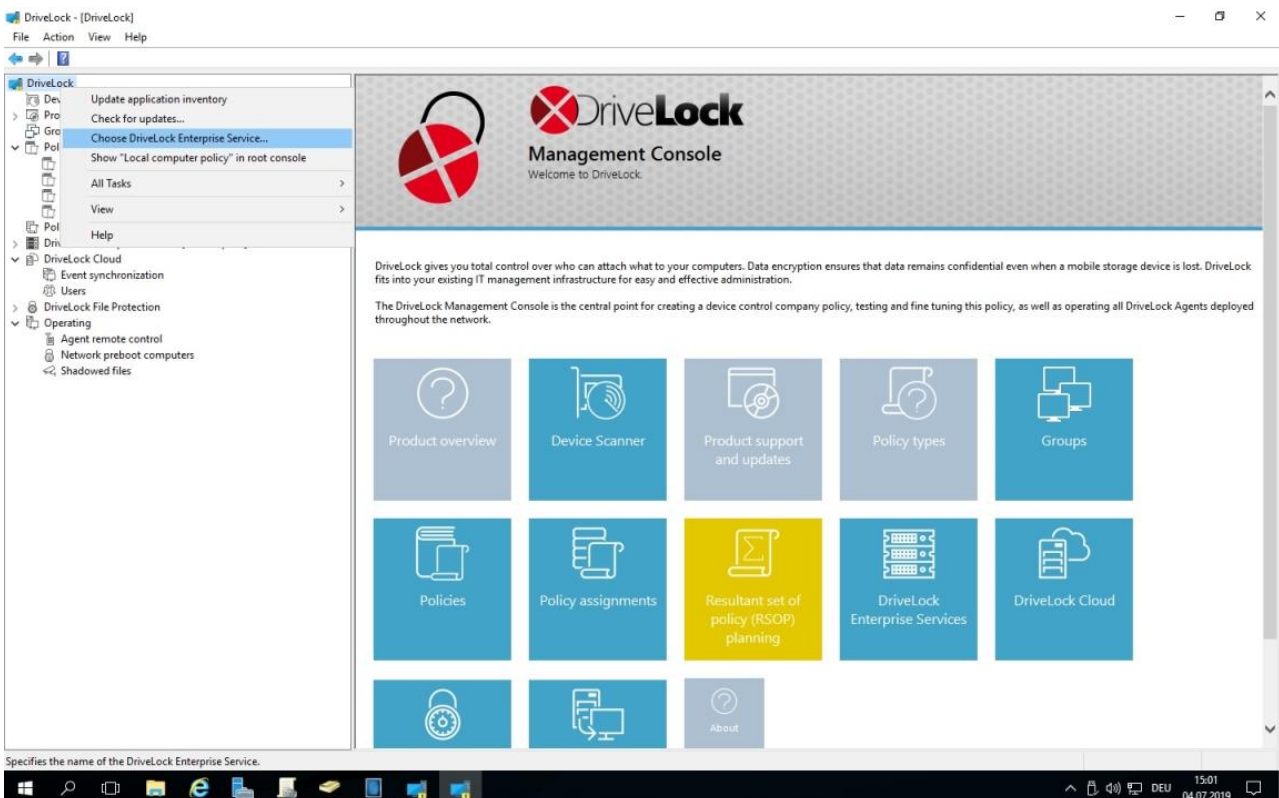 DriveLock - [DriveLock]
File Action View Help
DriveLock
Dev
Pro
Gro
Pol
Pol
Driv
Update application inventory
Check for updates...
Choose DriveLock Enterprise Service...
Show "Local computer policy" in root console
All Tasks
View
Help
DriveLock Cloud
Event synchronization
Users
DriveLock File Protection
Operating
Agent remote control
Network preboot computers
Shadowed files
DriveLock
Management Console
Welcome to DriveLock.
DriveLock gives you total control over who can attach what to your computers. Data encryption ensures that data remains confidential even when a mobile storage device is lost. DriveLock
fits into your existing IT management infrastructure for easy and effective administration.
The DriveLock Management Console is the central point for creating a device control company policy, testing and fine tuning this policy, as well as operating all DriveLock Agents deployed
throughout the network.
Product overview
Device Scanner
Product support
and updates
Policy types
Groups
Policies
Policy assignments
Resultant set of
policy (RSOP)
planning
DriveLock
Enterprise Services
DriveLock Cloud
About
Specifies the name of the DriveLock Enterprise Service.
DEU
15:01
04.07.2019